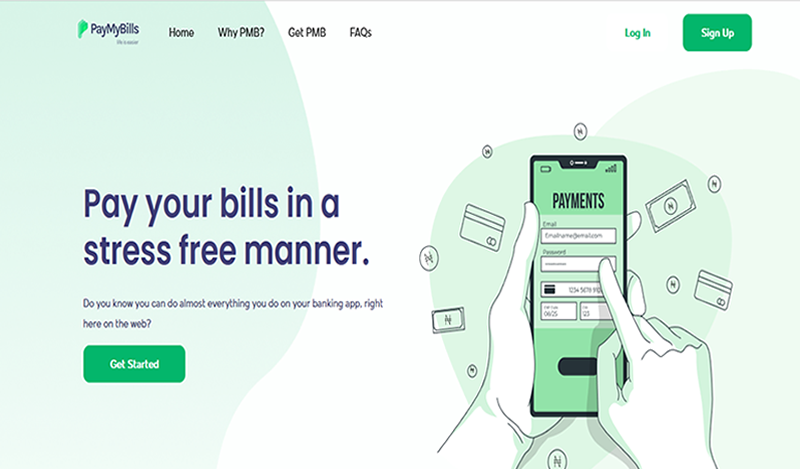 PayMyBills
life is easier
Home
Why PMB?
Get PMB
FAQs
Log In
Sign Up
Pay your bills in a
stress free manner.
Do you know you can do almost everything you do on your banking app, right
here on the web?
Get Started
PAYMENTS
Email
Emailname@email.com
Password
1234 5678 910
06/25
123